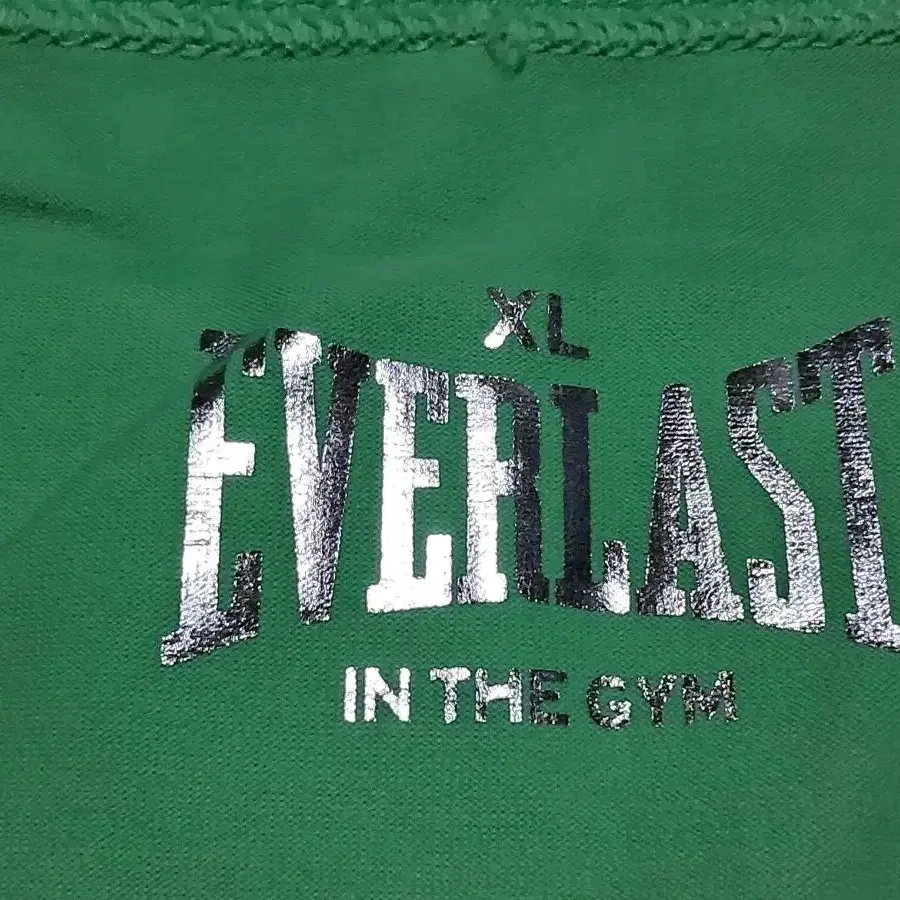 XL
EVERLAST
IN THE GYM